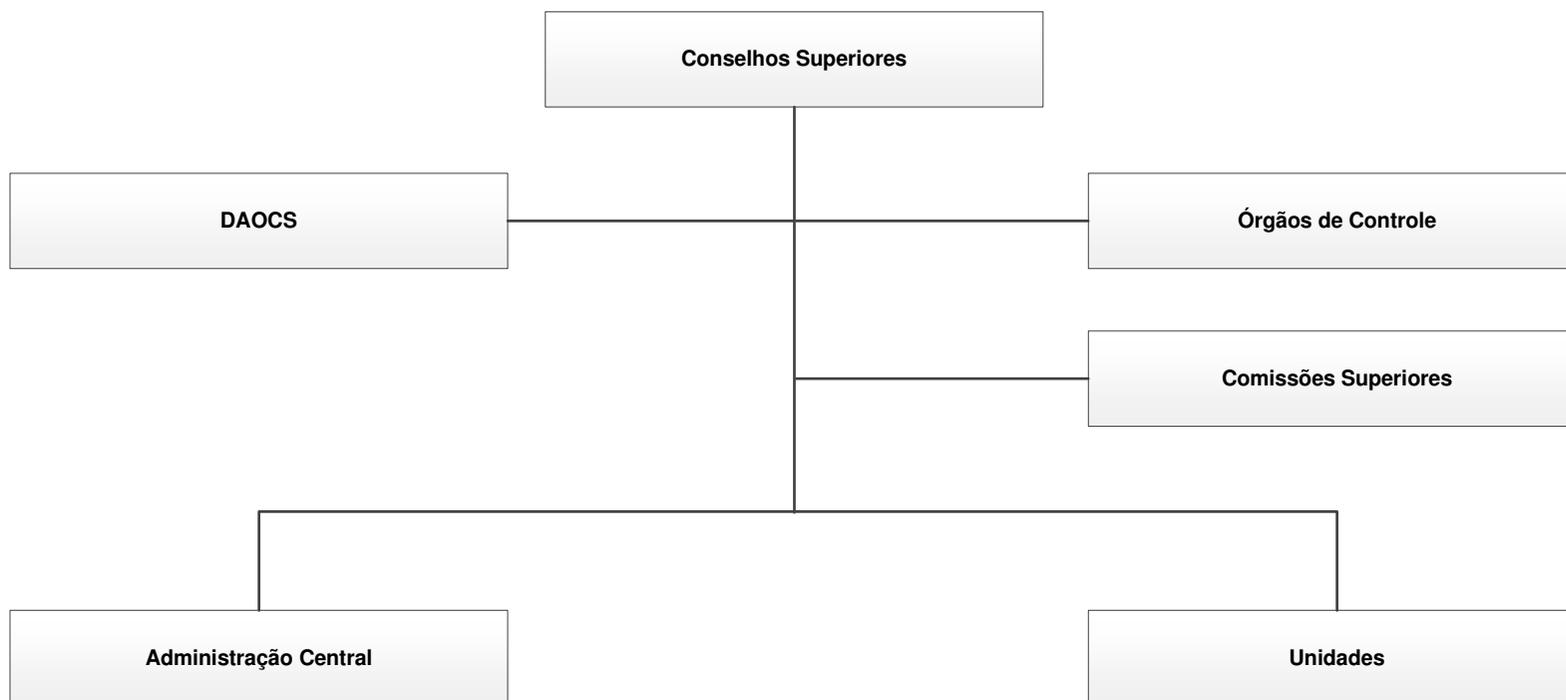 Conselhos Superiores
DAOCS
Órgãos de Controle
Comissões Superiores
Administração Central
Unidades